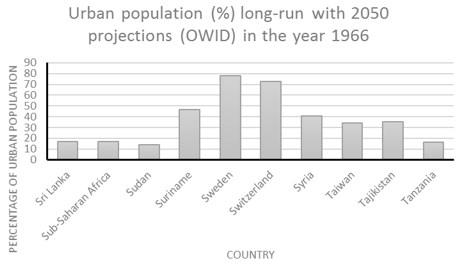 Urban population (%) long-run with 2050
projections (OWID) in the year 1966
PERCENTAGE OF URBAN POPULATION
90
80
70
60
50
40
30
20
10
0
Sri Lanka
Sub-Saharan Africa
Sudan
Suriname
Sweden
Switzerland
Syria
Taiwan
Tajikistan
Tanzania
COUNTRY